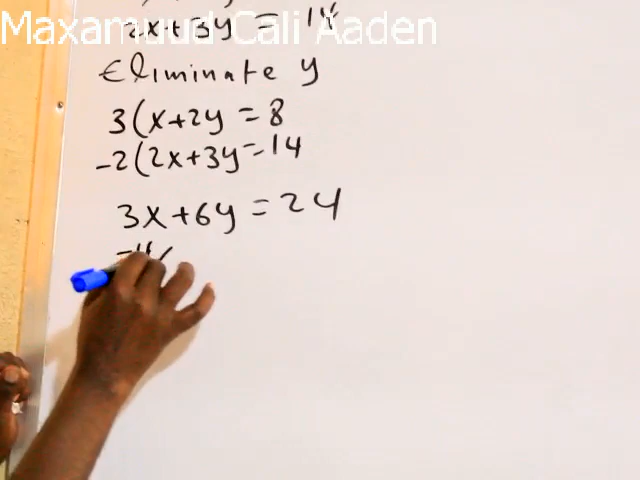 Maxamuud Cali Aaden
2x+3y = 14
Eliminate y
3(x+2y = 8
-2(2x+3y=14
3x+6y = 24